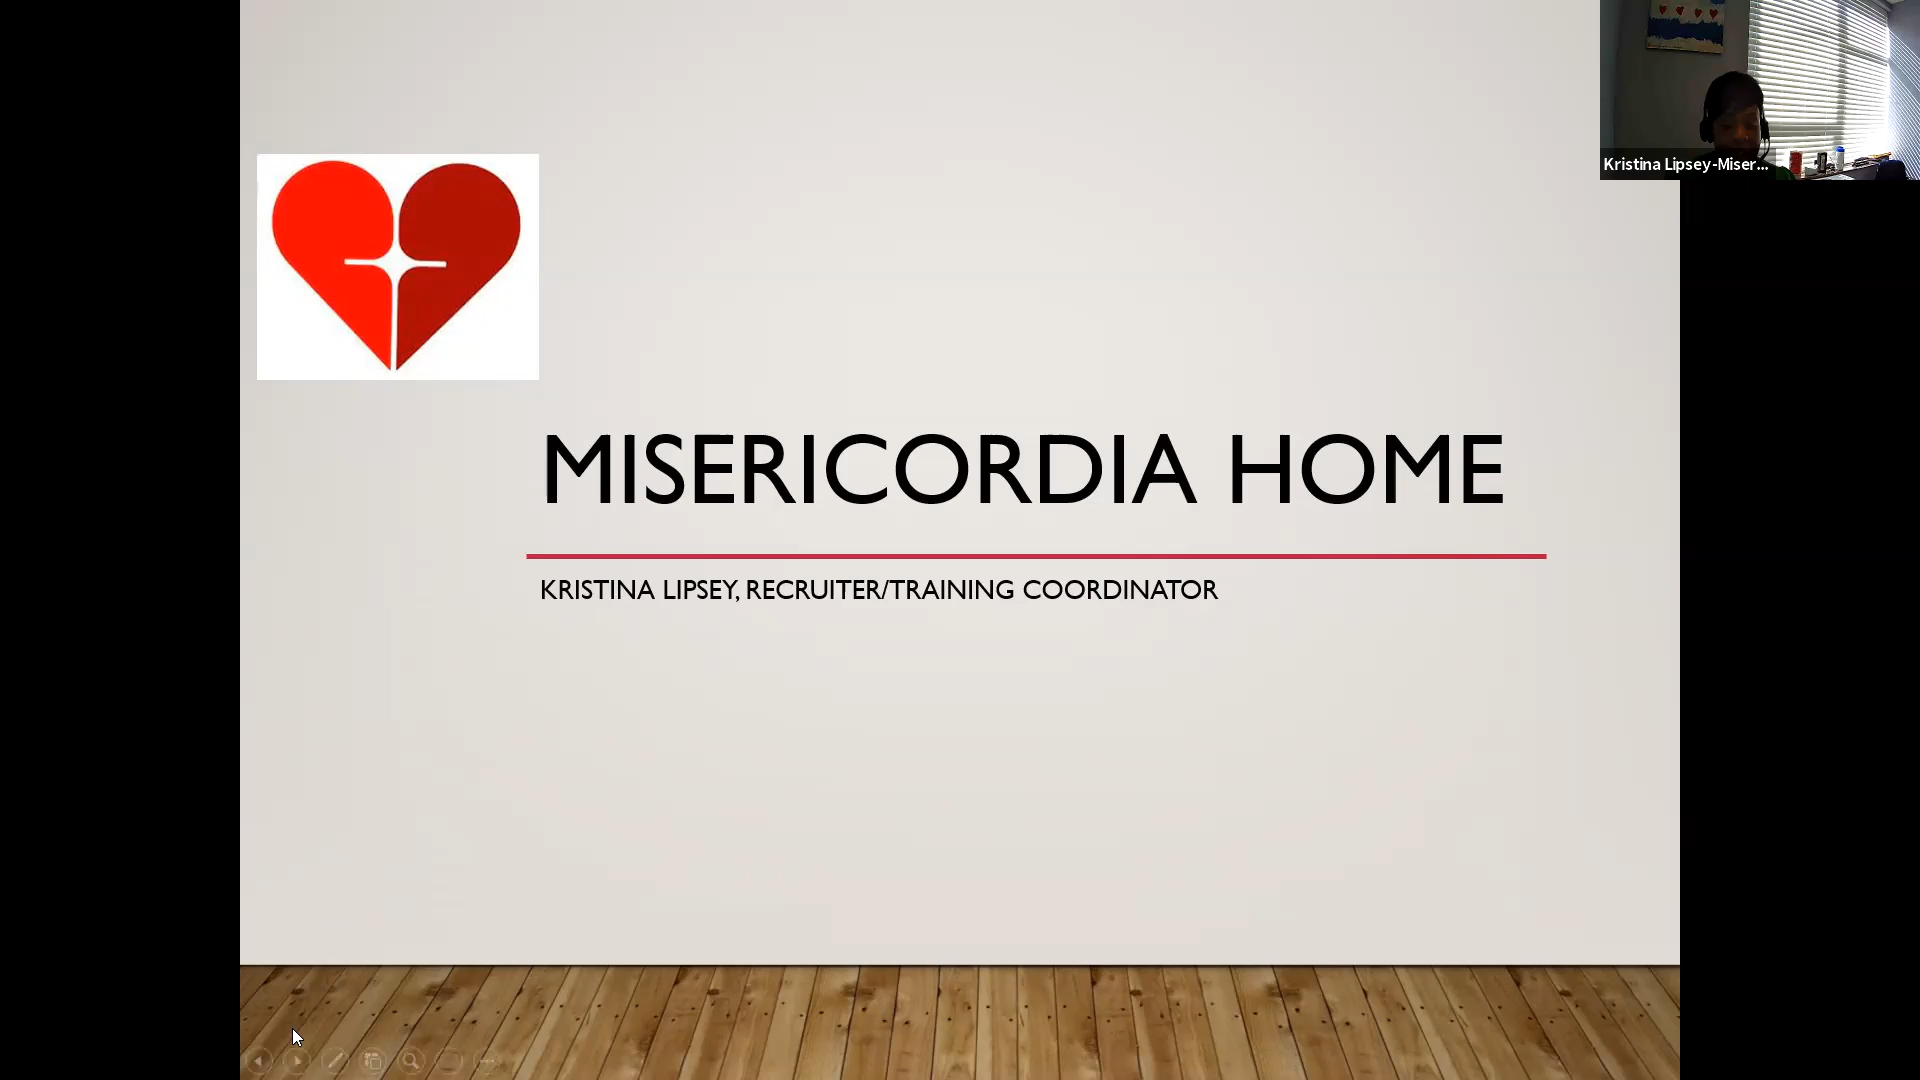 Kristina Lipsey-Miser...
MISERICORDIA HOME
KRISTINA LIPSEY, RECRUITER/TRAINING COORDINATOR